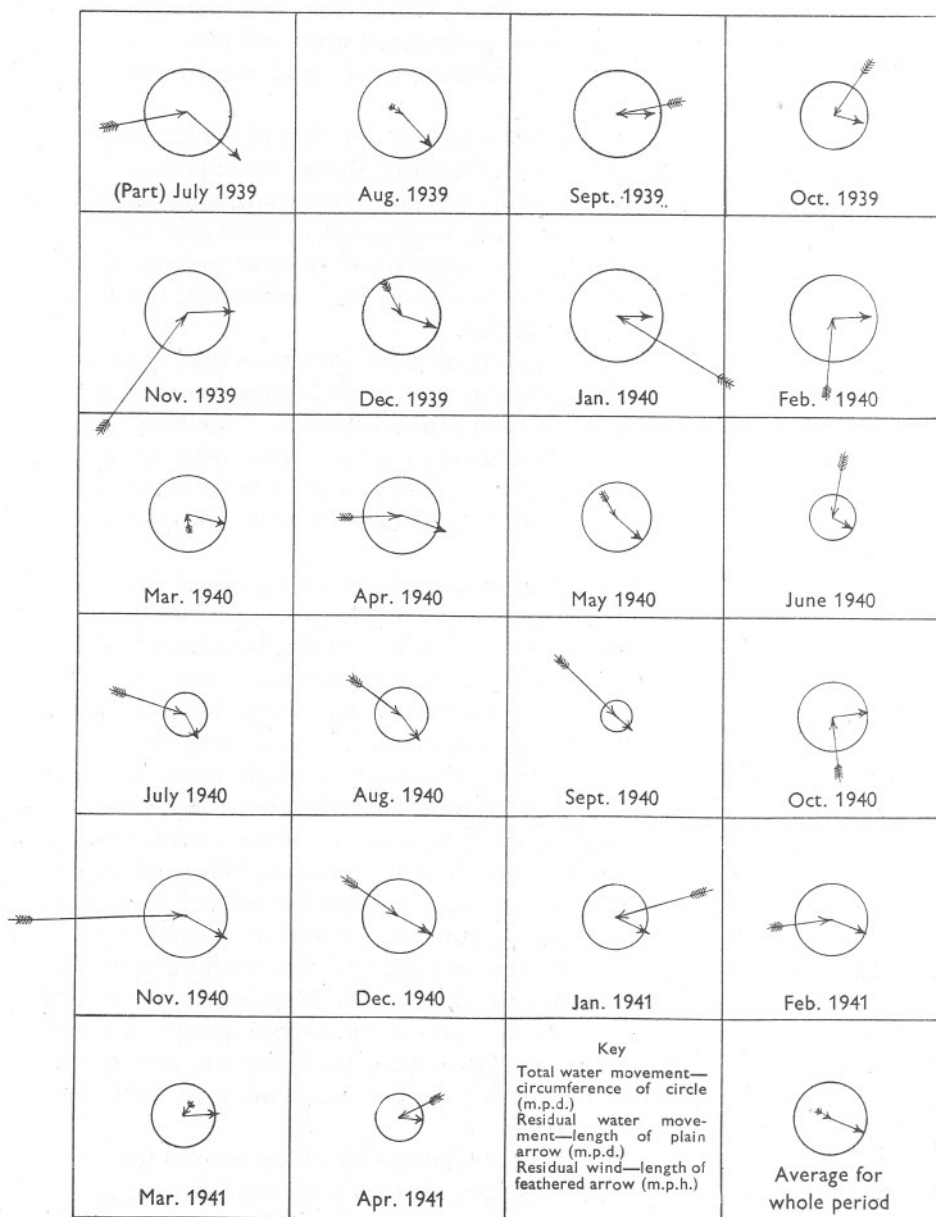 (Part) July 1939
Aug. 1939
Sept. 1939
Oct. 1939
Nov. 1939
Dec. 1939
Jan. 1940
Feb. 1940
Mar. 1940
Apr. 1940
May 1940
June 1940
July 1940
Aug. 1940
Sept. 1940
Oct. 1940
Nov. 1940
Dec. 1940
Jan. 1941
Feb. 1941
Mar. 1941
Apr. 1941
Key
Total water movement—
circumference of circle
(m.p.d.)
Residual water move-
ment—length of plain
arrow (m.p.d.)
Residual wind—length of
feathered arrow (m.p.h.)
Average for
whole period